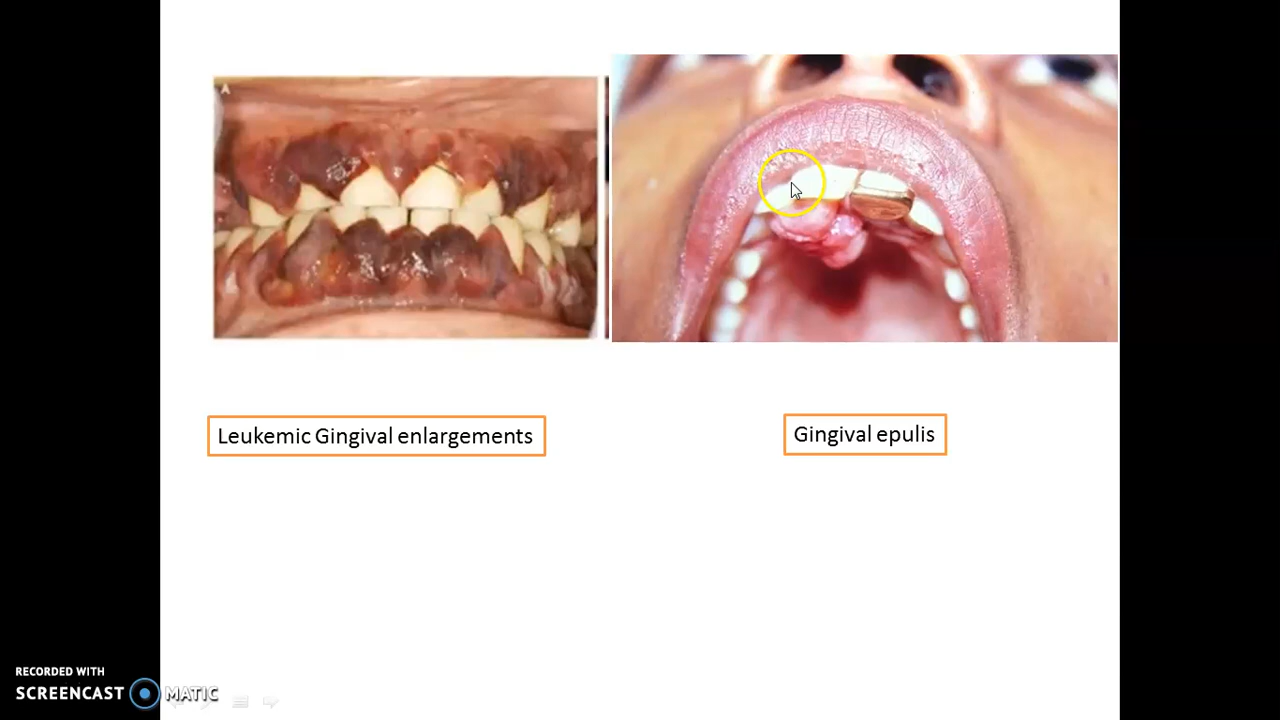 A
Leukemic Gingival enlargements
Gingival epulis
RECORDED WITH
SCREENCAST MATIC